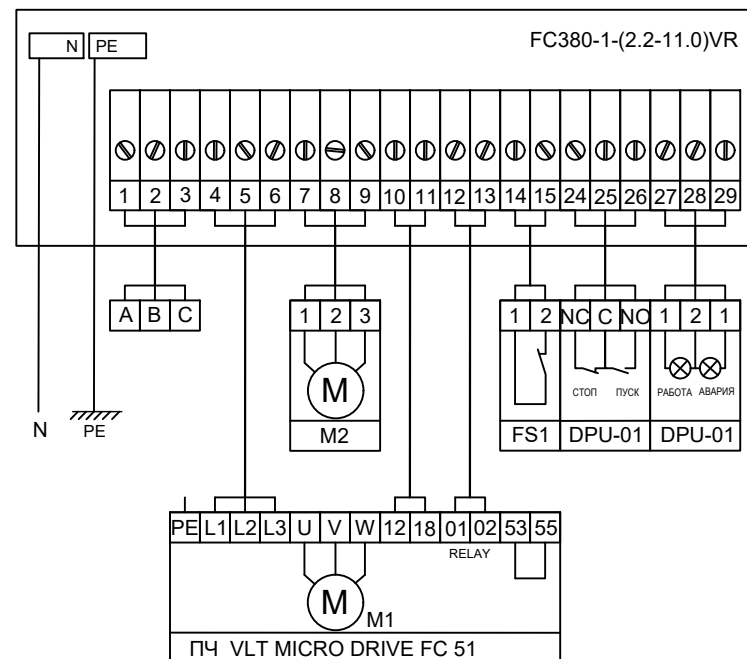 FC380-1-(2.2-11.0)VR
N PE
1 2 3 4 5 6 7 8 9 10 11 12 13 14 15 24 25 26 27 28 29
A B C
1 2 3
1 2 NC C NO 1 2 1
M
СТОП ПУСК РАБОТА АВАРИЯ
N PE
M2
FS1 DPU-01 DPU-01
PE L1 L2 L3 U V W 12 18 01 02 53 55
RELAY
M M1
ПЧ VLT MICRO DRIVE FC 51